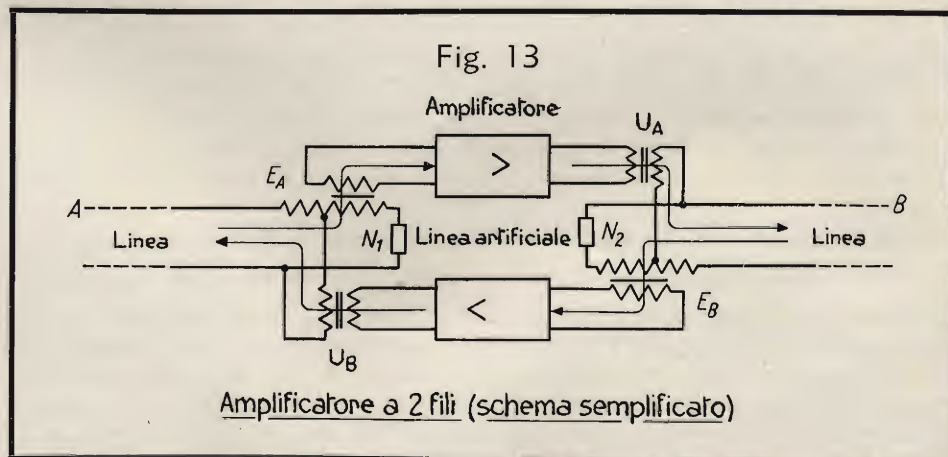 Fig. 13
Amplificatore
U_A
>
E_A
A
B
Linea
N_1
Linea artificiale
N_2
Linea
<
E_B
U_B
Amplificatore a 2 fili (schema semplificato)